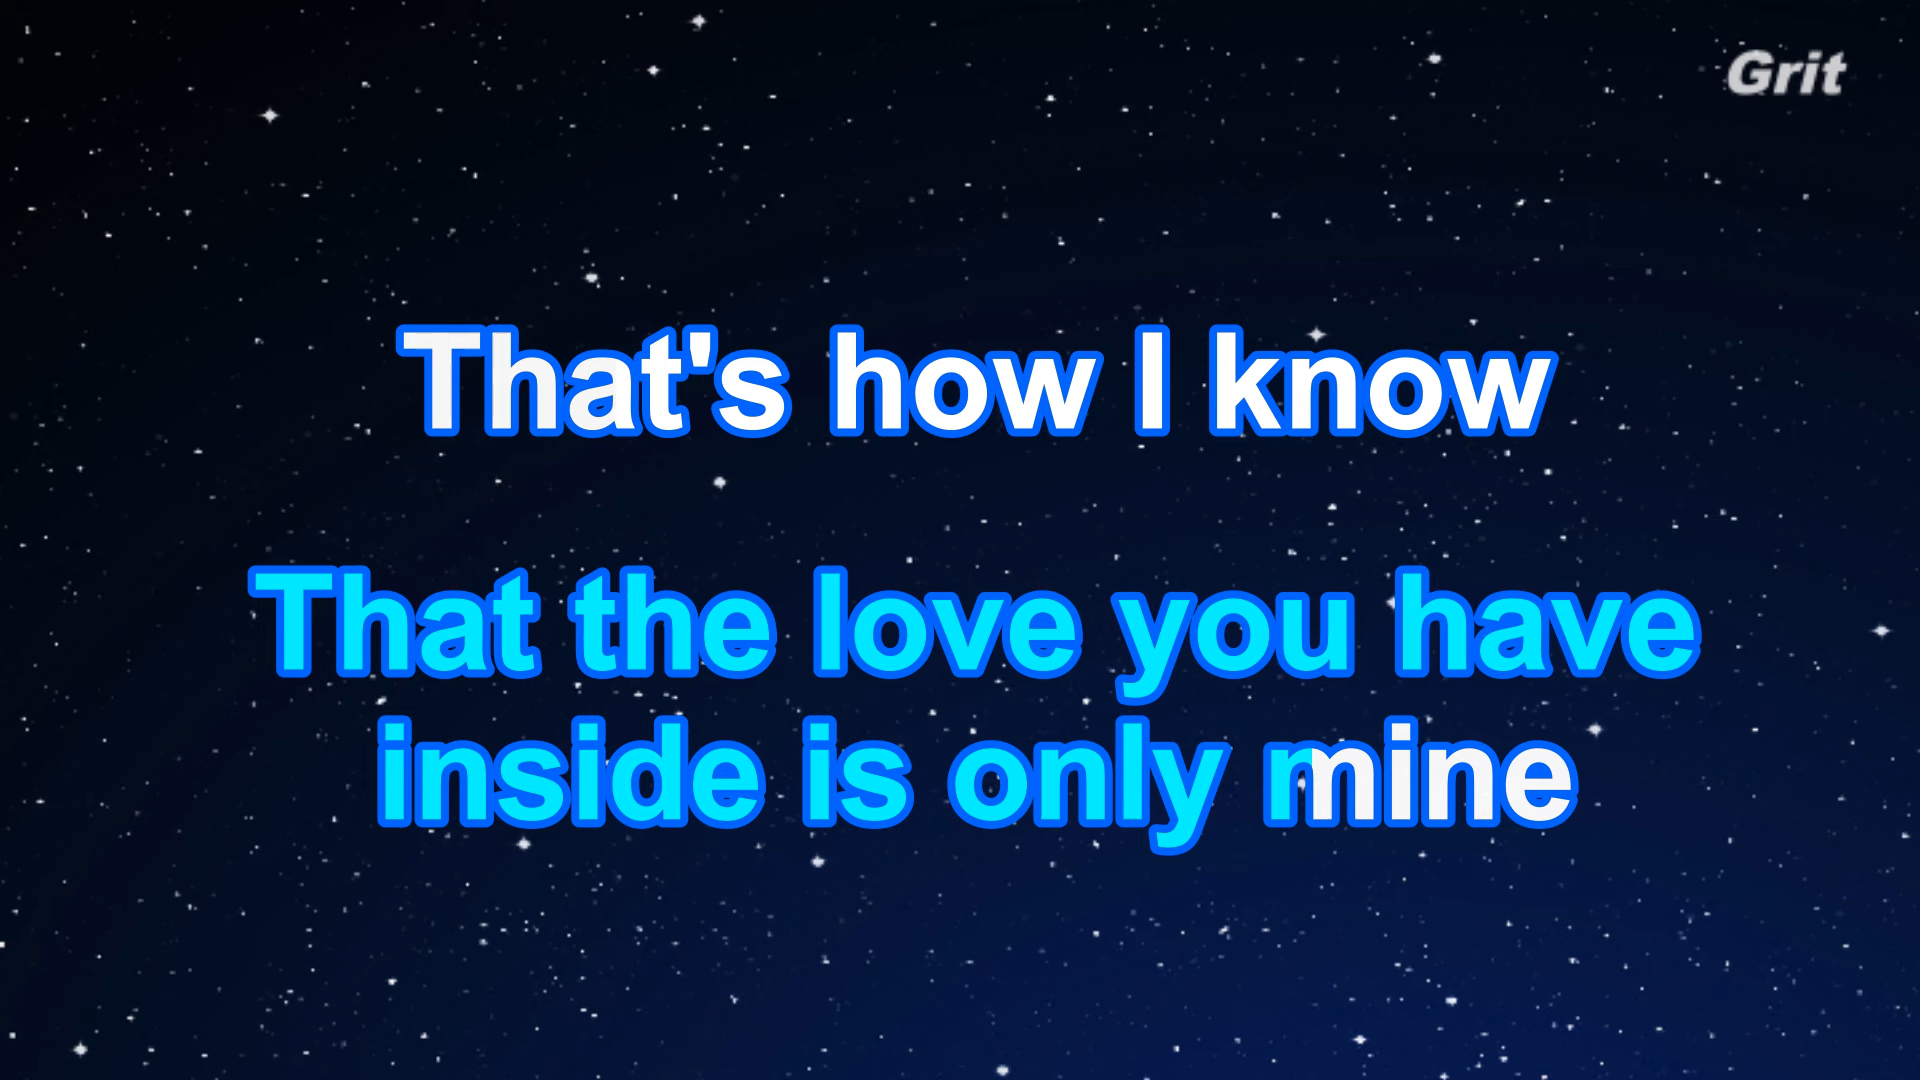 Grit
That's how I know
That the love you have
inside is only mine